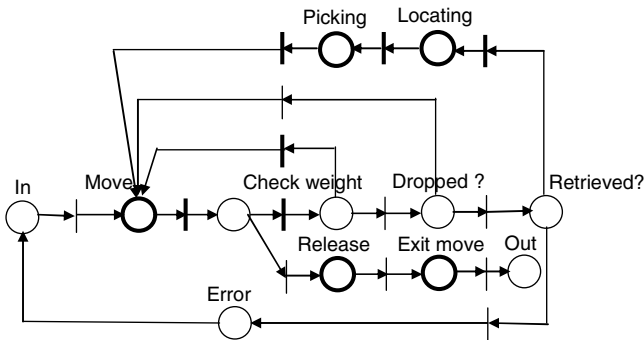 Picking
Locating
In
Move
Check weight
Dropped ?
Retrieved?
Release
Exit move
Out
Error